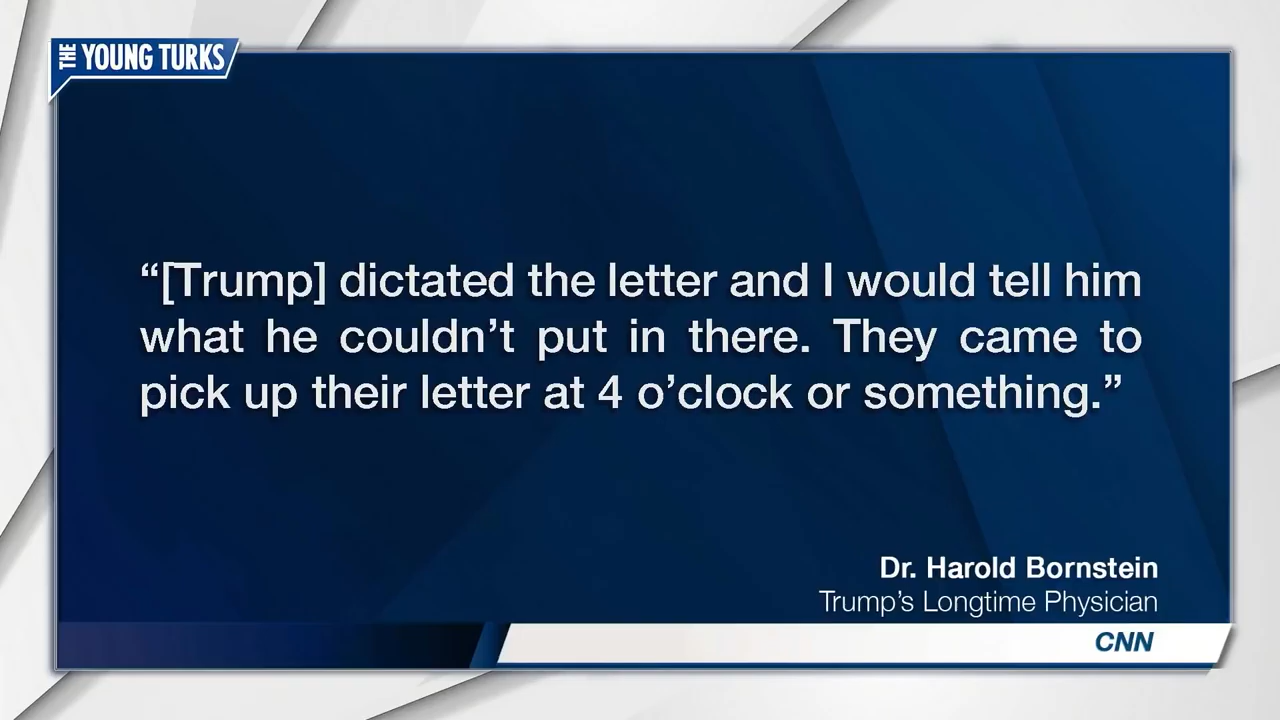 THE YOUNG TURKS
“[Trump] dictated the letter and I would tell him
what he couldn’t put in there. They came to
pick up their letter at 4 o’clock or something.”
Dr. Harold Bornstein
Trump’s Longtime Physician
CNN